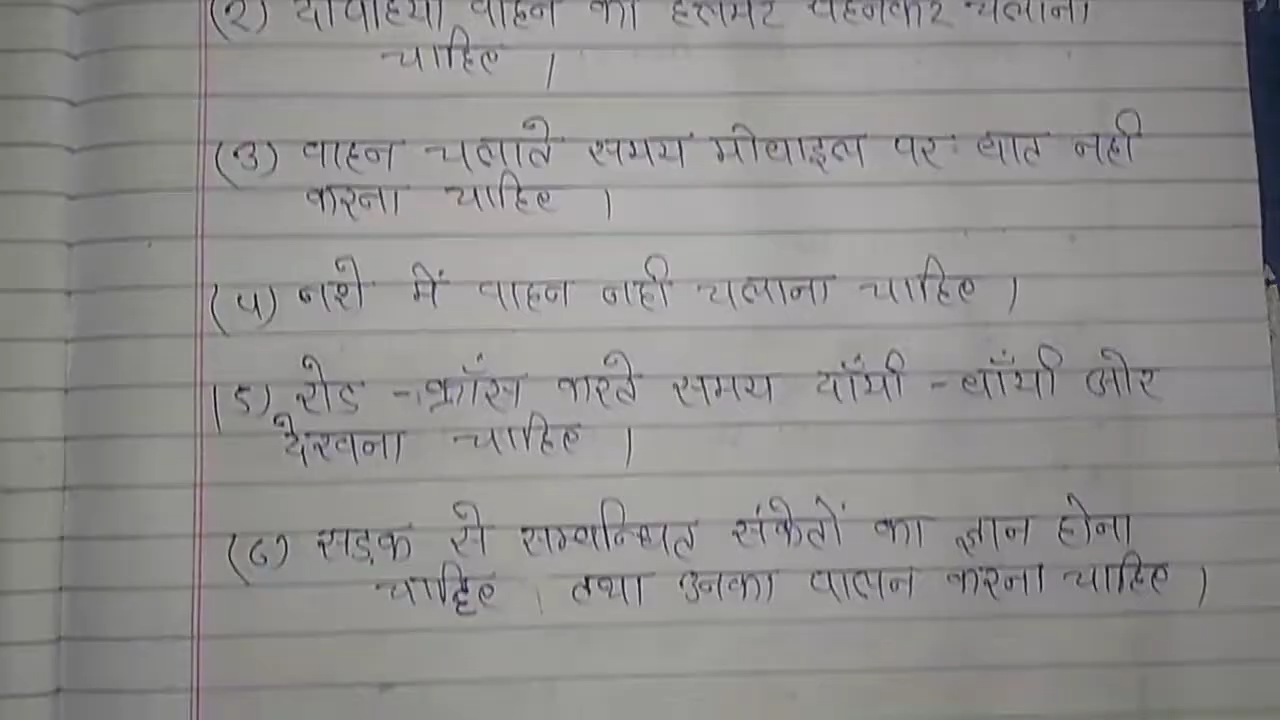 (२) दोपहिया वाहन को हेलमेट पहनकर चलाना
चाहिए ।
(३) वाहन चलाते समय मोबाइल पर बात नही
करना चाहिए ।
(४) नशे में वाहन नही चलाना चाहिए ।
(5) रोड -क्रॉस करते समय दाँयी - बाँयी ओर
देखना चाहिए ।
(६) सड़क से सम्बन्धित संकेतों का ज्ञान होना
चाहिए तथा उनका पालन करना चाहिए ।